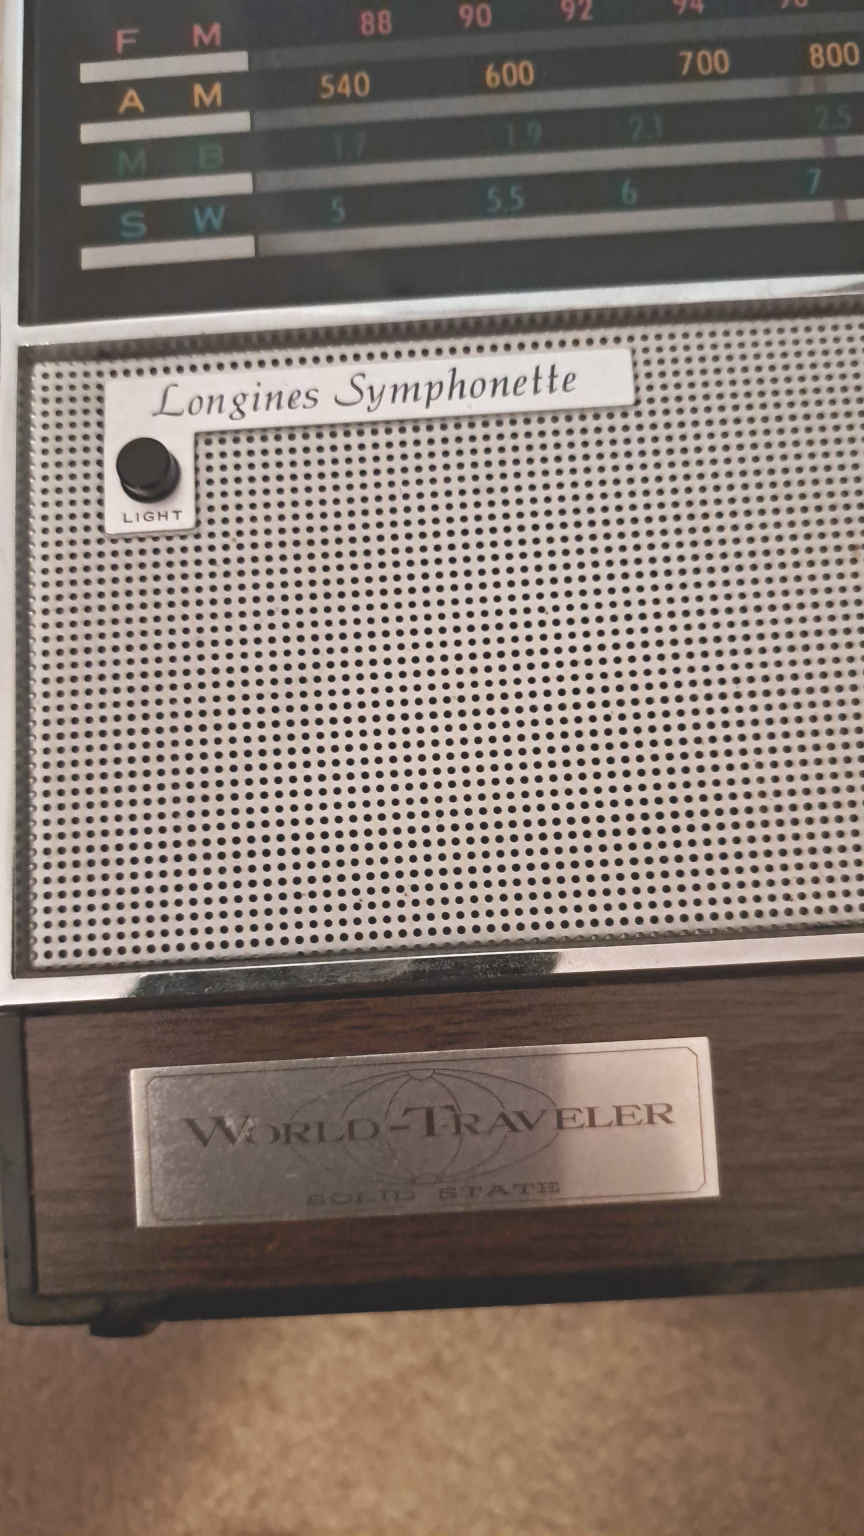 F M 88 90 92 94
A M 540 600 700 800
M B 1.7 1.9 2.1 2.5
S W 5 5.5 6 7
Longines Symphonette
LIGHT
WORLD-TRAVELER
SOLID STATE